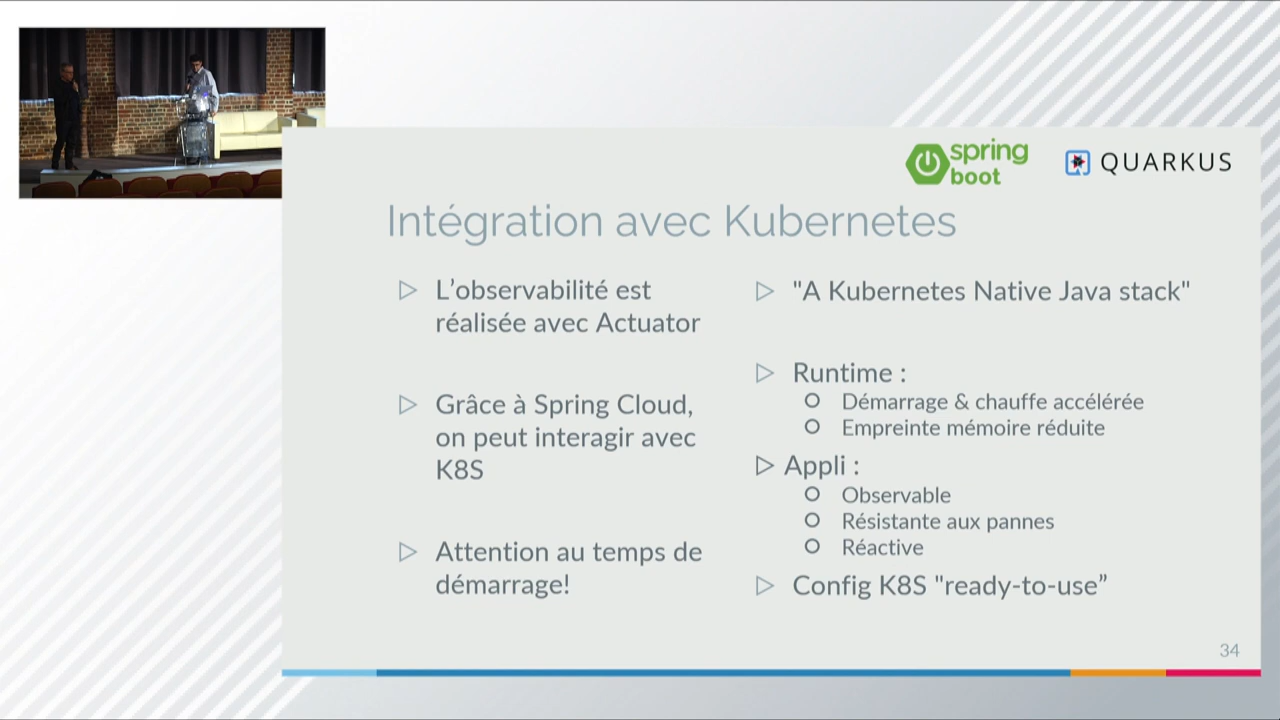 spring
boot
QUARKUS
Intégration avec Kubernetes
L’observabilité est
réalisée avec Actuator
Grâce à Spring Cloud,
on peut interagir avec
K8S
Attention au temps de
démarrage!
"A Kubernetes Native Java stack"
Runtime :
Démarrage & chauffe accélérée
Empreinte mémoire réduite
Appli :
Observable
Résistante aux pannes
Réactive
Config K8S "ready-to-use”
34